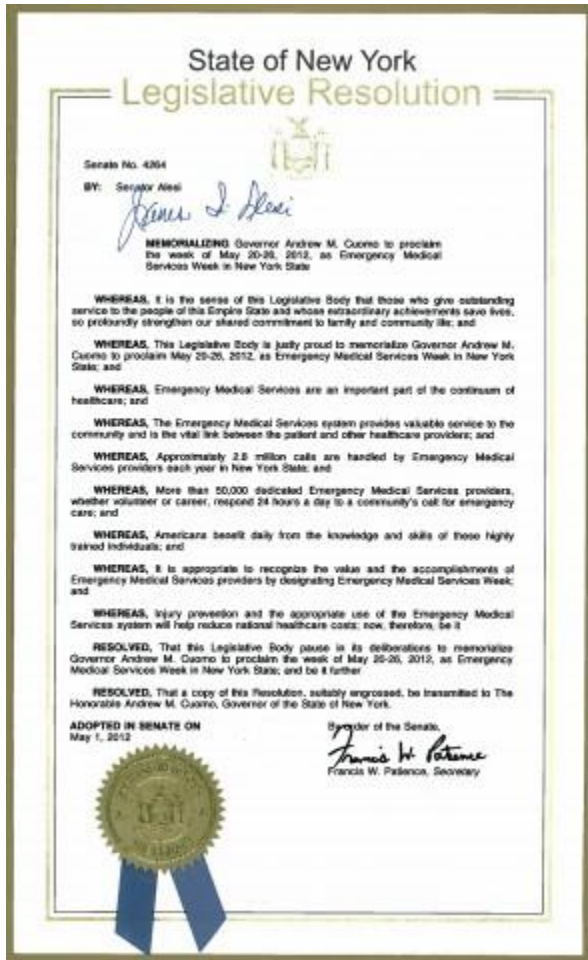 State of New York
Legislative Resolution
Senate No. 4264
BY: Senator Alesi
James S. Alesi
MEMORIALIZING Governor Andrew M. Cuomo to proclaim
the week of May 20-26, 2012, as Emergency Medical
Services Week in New York State
WHEREAS, It is the sense of this Legislative Body that those who give outstanding
service to the people of this Empire State and whose extraordinary achievements save lives,
so profoundly strengthen our shared commitment to family and community life; and
WHEREAS, This Legislative Body is justly proud to memorialize Governor Andrew M.
Cuomo to proclaim May 20-26, 2012, as Emergency Medical Services Week in New York
State; and
WHEREAS, Emergency Medical Services are an important part of the continuum of
healthcare; and
WHEREAS, The Emergency Medical Services system provides valuable service to the
community and is the vital link between the patient and other healthcare providers; and
WHEREAS, Approximately 2.8 million calls are handled by Emergency Medical
Services providers each year in New York State; and
WHEREAS, More than 50,000 dedicated Emergency Medical Services providers,
whether volunteer or career, respond 24 hours a day to a community's call for emergency
care; and
WHEREAS, Americans benefit daily from the knowledge and skills of these highly
trained individuals; and
WHEREAS, It is appropriate to recognize the value and the accomplishments of
Emergency Medical Services providers by designating Emergency Medical Services Week;
and
WHEREAS, Injury prevention and the appropriate use of the Emergency Medical
Services system will help reduce national healthcare costs; now, therefore, be it
RESOLVED, That this Legislative Body pause in its deliberations to memorialize
Governor Andrew M. Cuomo to proclaim the week of May 20-26, 2012, as Emergency
Medical Services Week in New York State; and be it further
RESOLVED, That a copy of this Resolution, suitably engrossed, be transmitted to The
Honorable Andrew M. Cuomo, Governor of the State of New York.
ADOPTED IN SENATE ON
May 1, 2012
By order of the Senate,
Francis W. Patience
Francis W. Patience, Secretary